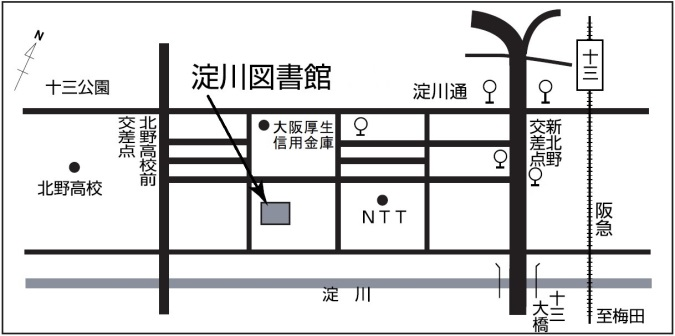 N
十三公園
淀川図書館
淀川通
十三
北野高校前
交差点
大阪厚生
信用金庫
新北野
交差点
北野高校
NTT
阪急
淀 川
十三
大橋
至梅田